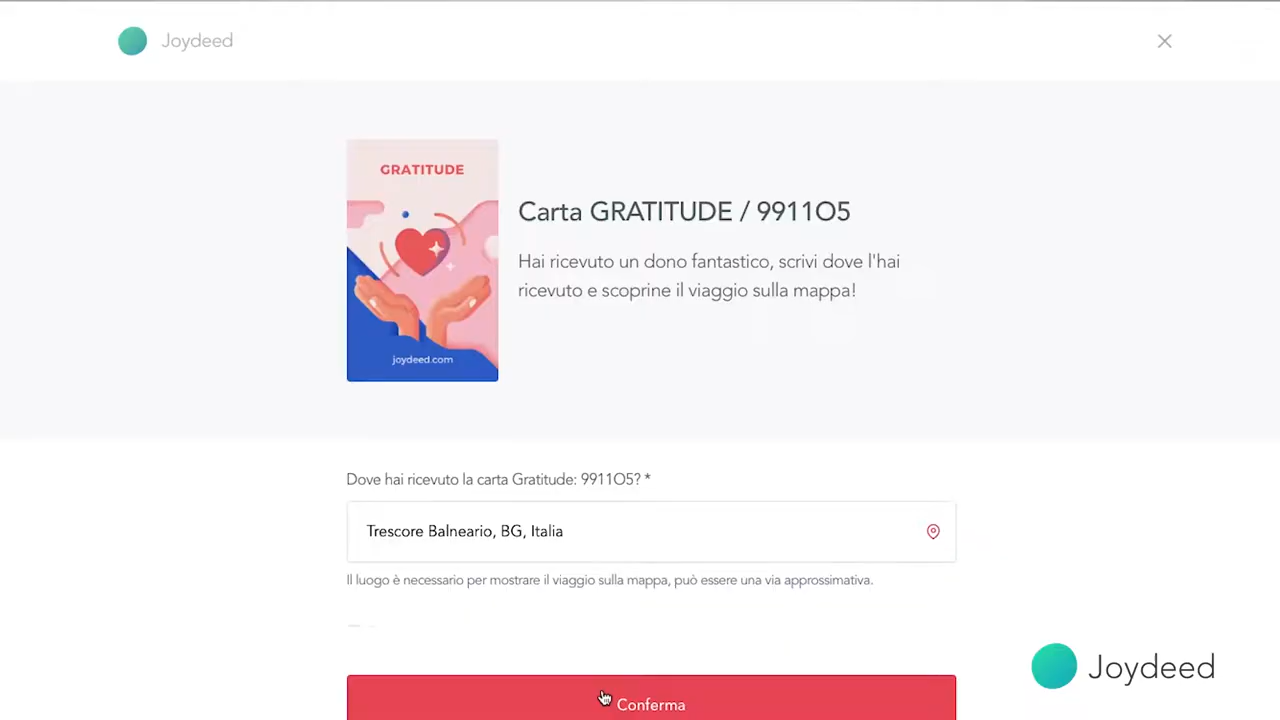 Joydeed
GRATITUDE
joydeed.com
Carta GRATITUDE / 9911O5
Hai ricevuto un dono fantastico, scrivi dove l'hai
ricevuto e scoprine il viaggio sulla mappa!
Dove hai ricevuto la carta Gratitude: 9911O5? *
Trescore Balneario, BG, Italia
Il luogo è necessario per mostrare il viaggio sulla mappa, può essere una via approssimativa.
Conferma
Joydeed